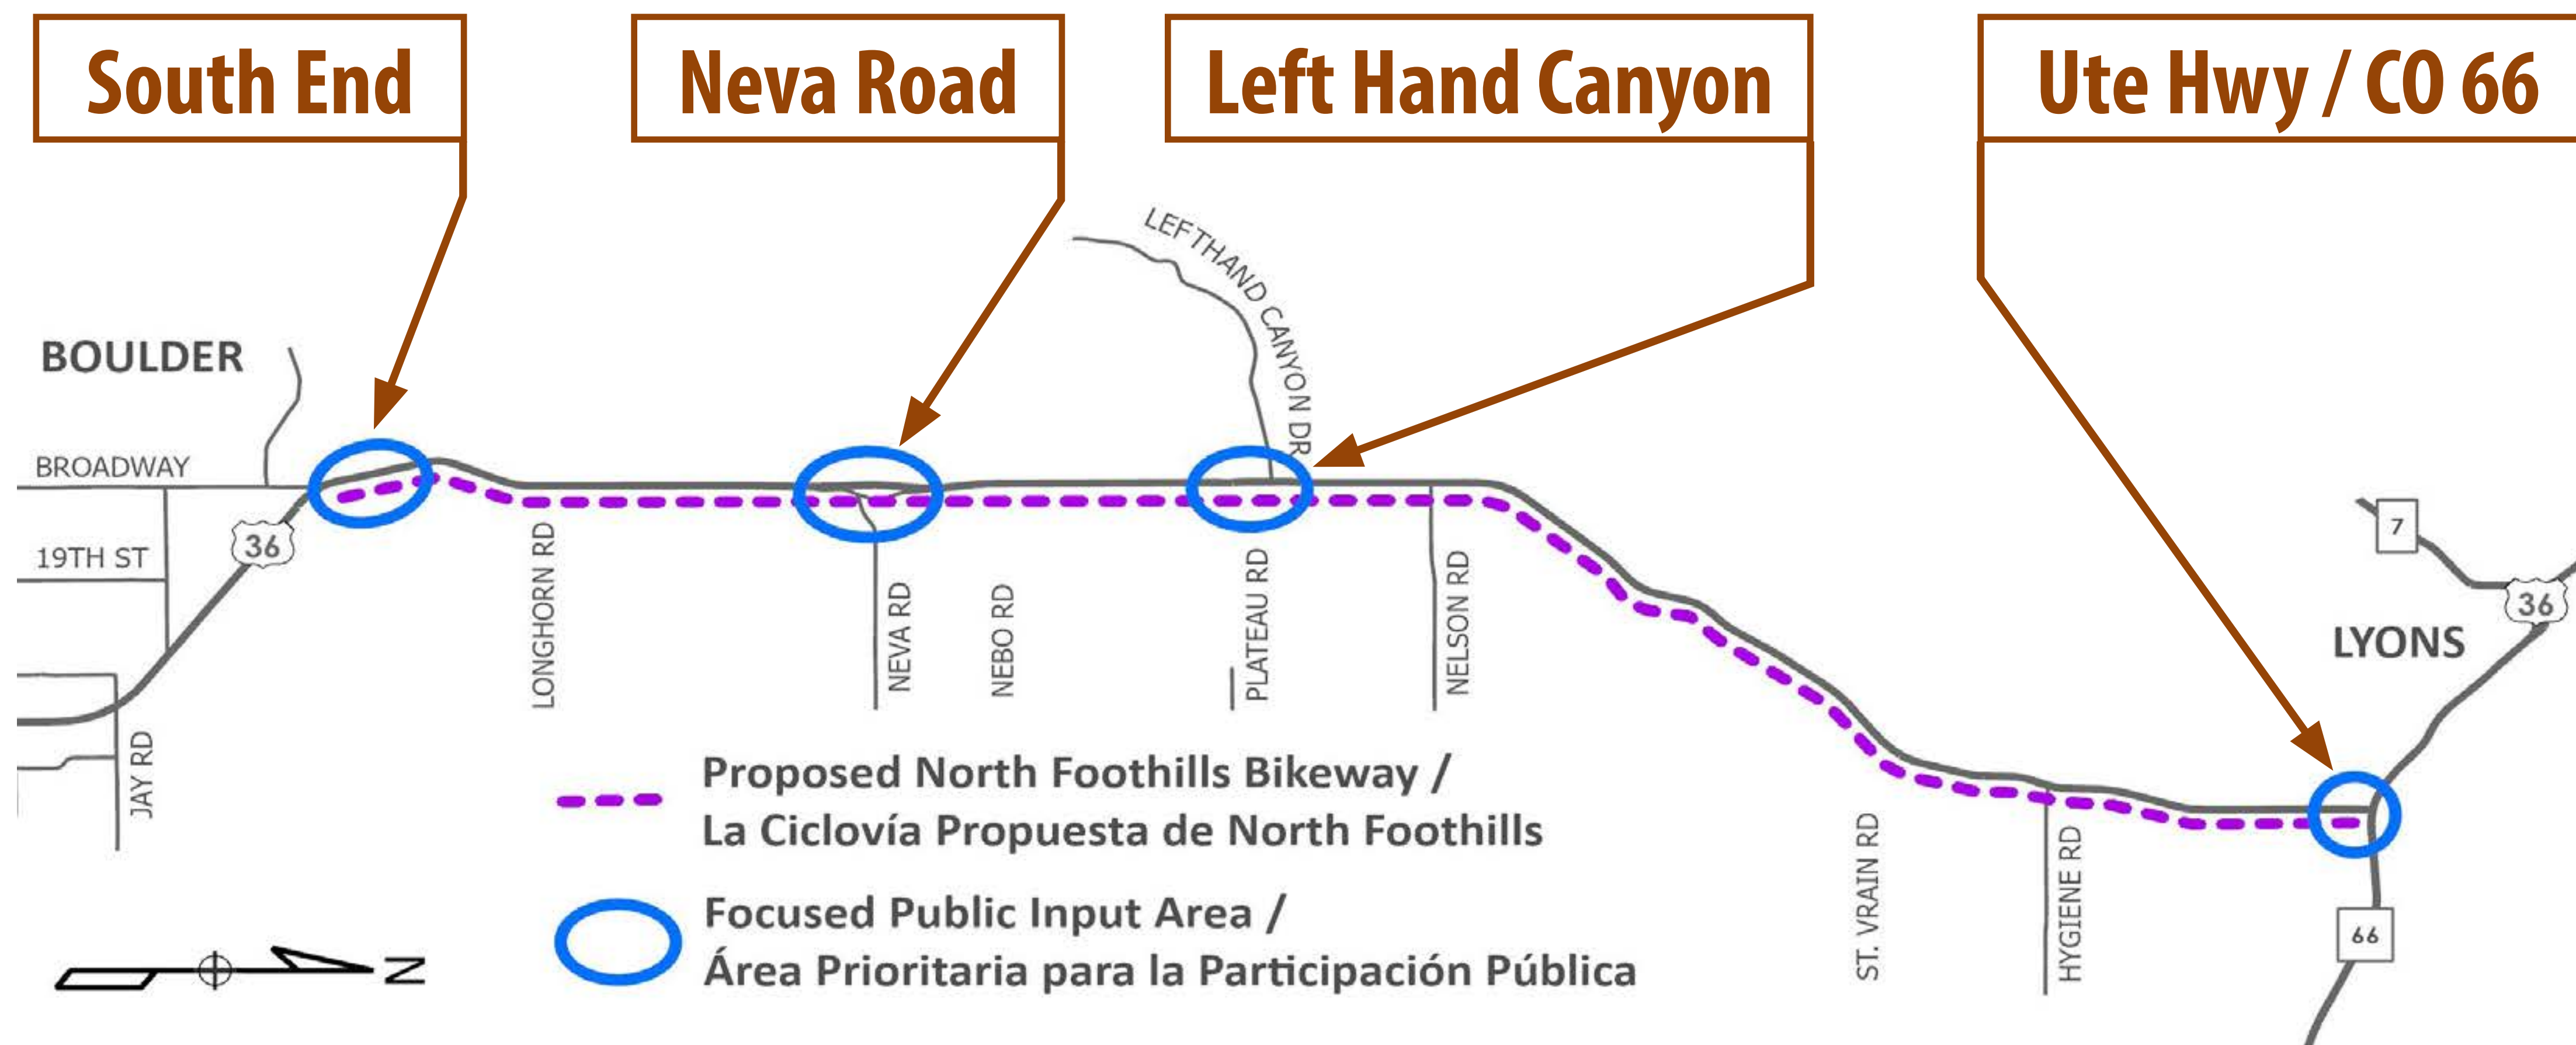 South End
Neva Road
Left Hand Canyon
Ute Hwy / CO 66
LEFTHAND CANYON DR
BOULDER
BROADWAY
36
19TH ST
JAY RD
LONGHORN RD
NEVA RD
NEBO RD
PLATEAU RD
NELSON RD
7
36
LYONS
ST. VRAIN RD
HYGIENE RD
66
Proposed North Foothills Bikeway /
La Ciclovía Propuesta de North Foothills
Focused Public Input Area /
Área Prioritaria para la Participación Pública
N